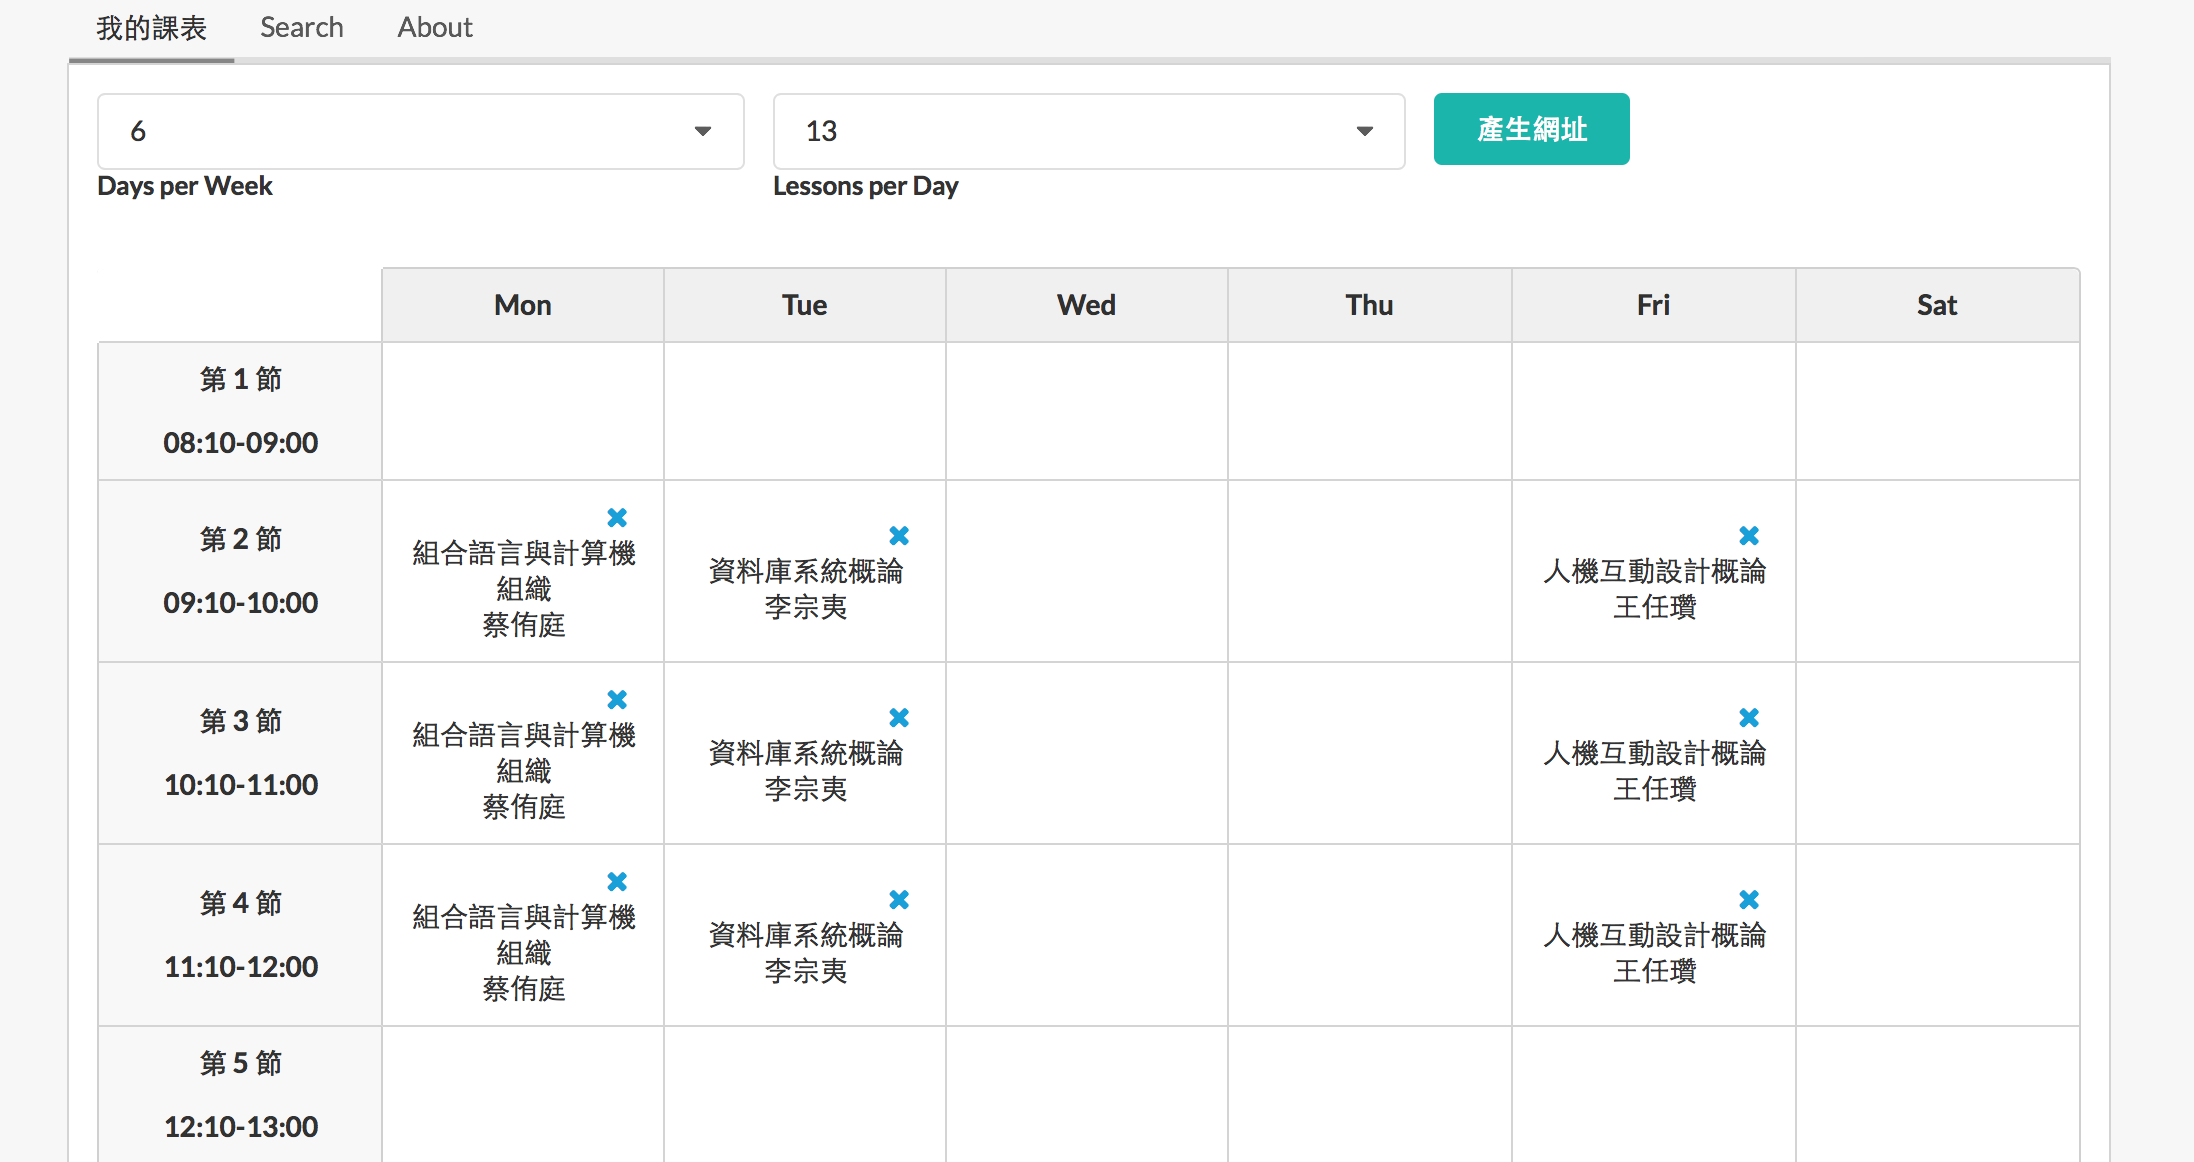 我的課表 Search About
6 13 產生網址
Days per Week Lessons per Day
Mon Tue Wed Thu Fri Sat
第 1 節
08:10-09:00
第 2 節
09:10-10:00
組合語言與計算機
組織
蔡侑庭
資料庫系統概論
李宗夷
人機互動設計概論
王任瓚
第 3 節
10:10-11:00
組合語言與計算機
組織
蔡侑庭
資料庫系統概論
李宗夷
人機互動設計概論
王任瓚
第 4 節
11:10-12:00
組合語言與計算機
組織
蔡侑庭
資料庫系統概論
李宗夷
人機互動設計概論
王任瓚
第 5 節
12:10-13:00